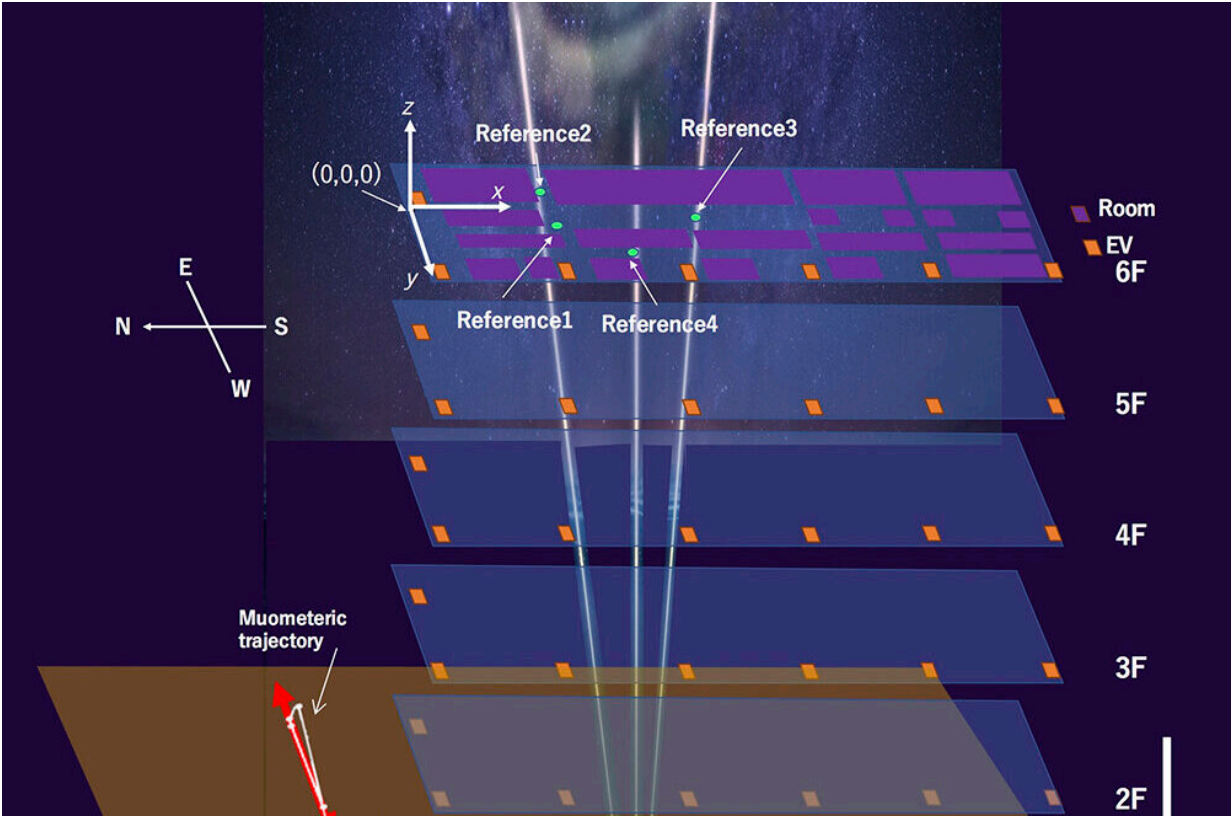 z
Reference2
Reference3
(0,0,0)
x
Room
EV
y
6F
E
N
S
W
Reference1
Reference4
5F
4F
Muometeric
trajectory
3F
2F